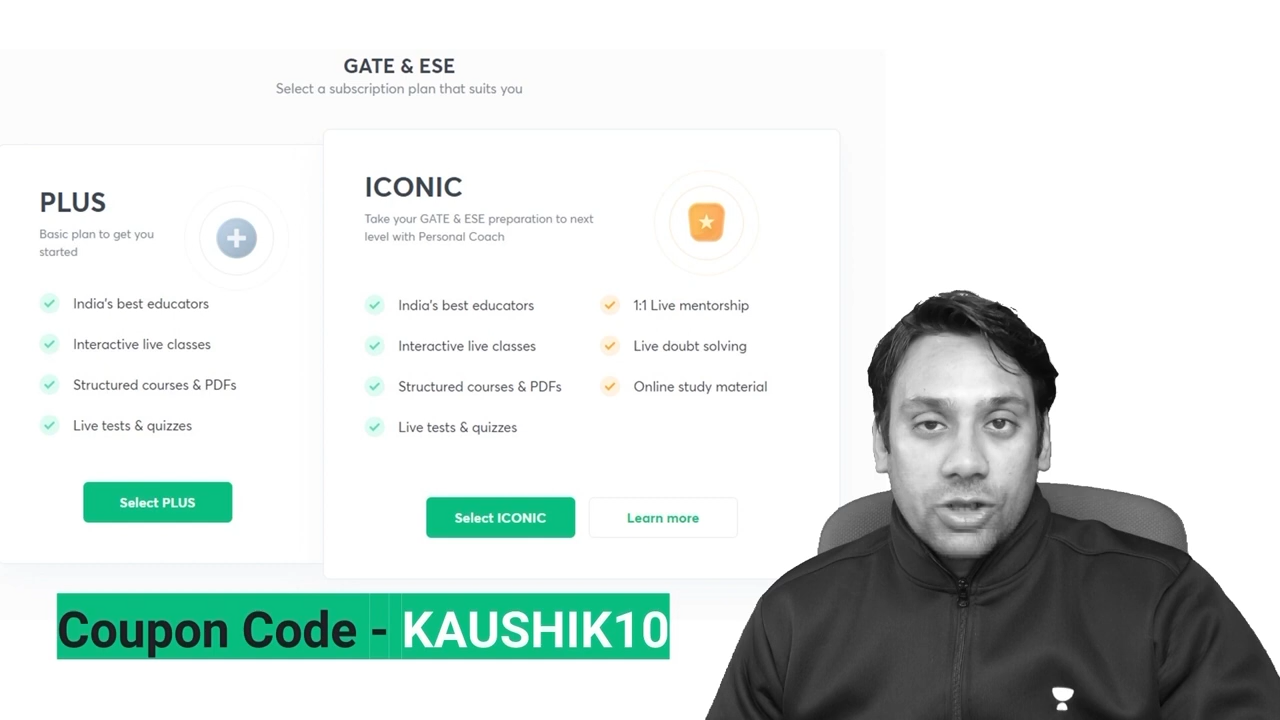 GATE & ESE
Select a subscription plan that suits you
PLUS
Basic plan to get you
started
India's best educators
Interactive live classes
Structured courses & PDFs
Live tests & quizzes
Select PLUS
ICONIC
Take your GATE & ESE preparation to next
level with Personal Coach
India's best educators
Interactive live classes
Structured courses & PDFs
Live tests & quizzes
1:1 Live mentorship
Live doubt solving
Online study material
Select ICONIC
Learn more
Coupon Code - KAUSHIK10